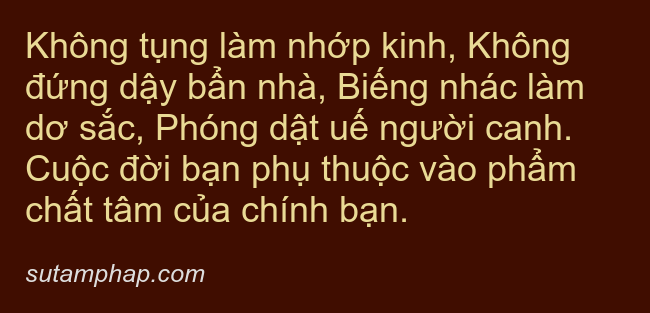 Không tụng làm nhớp kinh, Không
đứng dậy bẩn nhà, Biếng nhác làm
dơ sắc, Phóng dật uế người canh.
Cuộc đời bạn phụ thuộc vào phẩm
chất tâm của chính bạn.
sutamphap.com